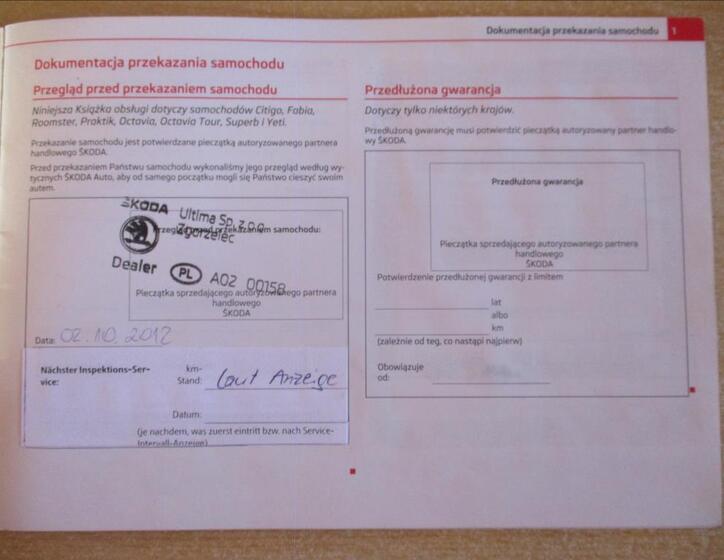 Dokumentacja przekazania samochodu 1
Dokumentacja przekazania samochodu
Przegląd przed przekazaniem samochodu
Niniejsza Książka obsługi dotyczy samochodów Citigo, Fabia,
Roomster, Praktik, Octavia, Octavia Tour, Superb i Yeti.
Przekazanie samochodu jest potwierdzane pieczątką autoryzowanego partnera
handlowego ŠKODA.
Przed przekazaniem Państwu samochodu wykonaliśmy jego przegląd według wy-
tycznych ŠKODA Auto, aby od samego początku mogli się Państwo cieszyć swoim
autem.
ŠKODA Ultima Sp. z o.o.
Zgorzelec
Przegląd przed przekazaniem samochodu:
Dealer PL A02 00158
Pieczątka sprzedającego autoryzowanego partnera
handlowego
ŠKODA
Data: 02.10.2012
Nächster Inspektions-Ser-
vice:
km-
Stand: Laut Anzeige
Datum:
(je nachdem, was zuerst eintritt bzw. nach Service-
Intervall-Anzeige)
Przedłużona gwarancja
Dotyczy tylko niektórych krajów.
Przedłużoną gwarancję musi potwierdzić pieczątką autoryzowany partner handlo-
wy ŠKODA.
Przedłużona gwarancja
Pieczątka sprzedającego autoryzowanego partnera
handlowego
ŠKODA
Potwierdzenie przedłużonej gwarancji z limitem
lat
albo
km
(zależnie od teg, co nastąpi najpierw)
Obowiązuje
od: